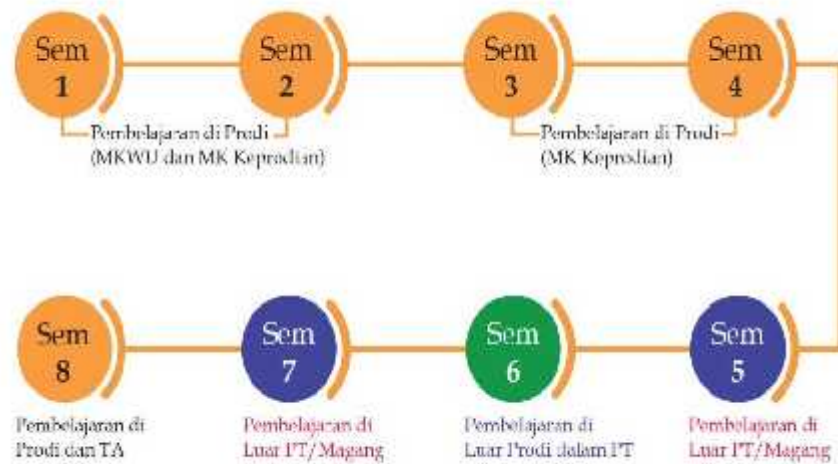 Sem
1
Sem
2
Sem
3
Sem
4
Pembelajaran di Prodi
(MKWU dan MK Keprodian)
Pembelajaran di Prodi
(MK Keprodian)
Sem
8
Sem
7
Sem
6
Sem
5
Pembelajaran di
Prodi dan TA
Pembelajaran di
Luar PT/Magang
Pembelajaran di
Luar Prodi dalam PT
Pembelajaran di
Luar PT/Magang